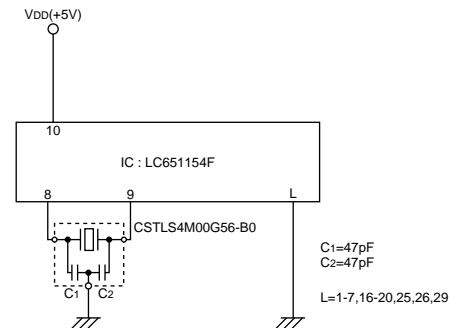 VDD(+5V)
10
IC : LC651154F
8
9
L
CSTLS4M00G56-B0
C1
C2
C1=47pF
C2=47pF
L=1-7,16-20,25,26,29